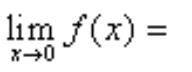 lim f(x) =
x→0